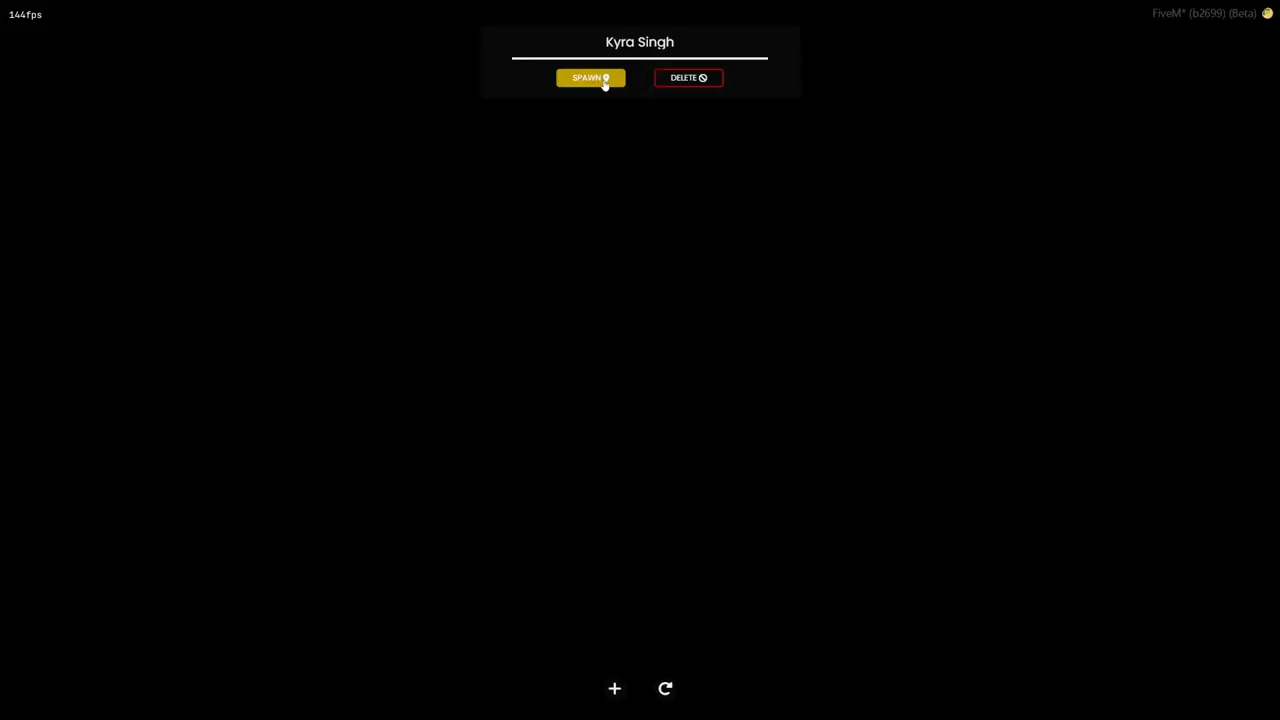 144fps
FiveM* (b2699) (Beta)
Kyra Singh
SPAWN
DELETE